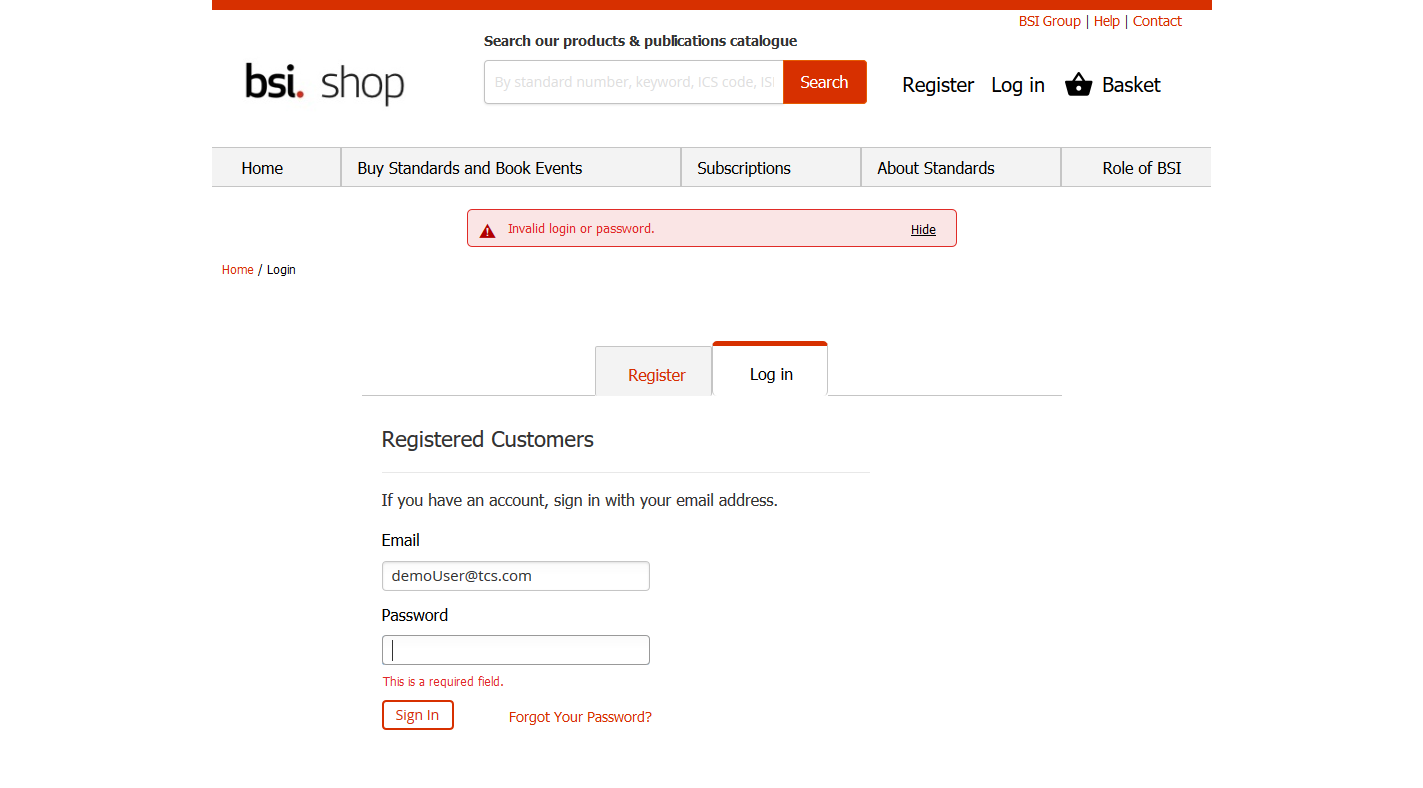 BSI Group | Help | Contact
Search our products & publications catalogue
bsi. shop
By standard number, keyword, ICS code, ISI
Search
Register
Log in
Basket
Home
Buy Standards and Book Events
Subscriptions
About Standards
Role of BSI
Invalid login or password.
Hide
Home / Login
Register
Log in
Registered Customers
If you have an account, sign in with your email address.
Email
demoUser@tcs.com
Password
This is a required field.
Sign In
Forgot Your Password?